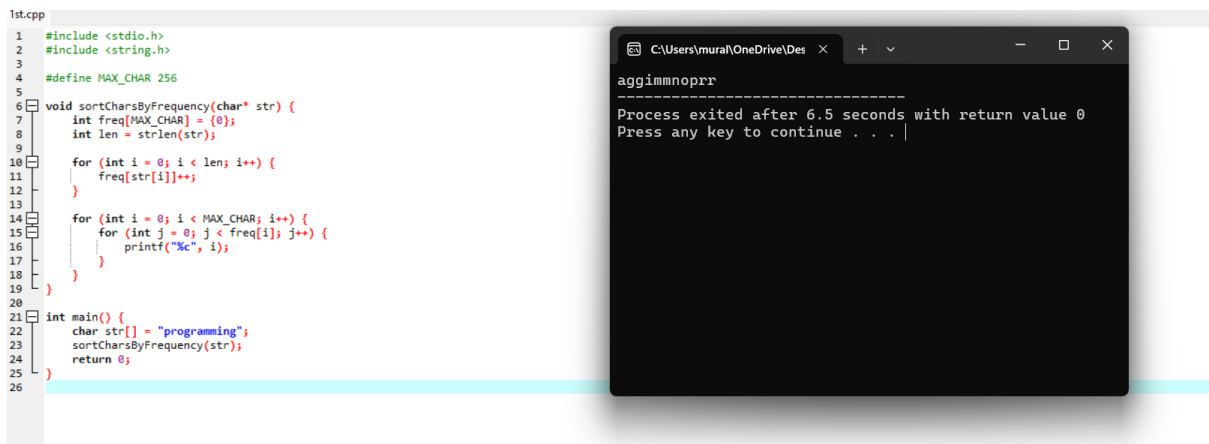 1st.cpp
1 #include <stdio.h>
2 #include <string.h>
3
4 #define MAX_CHAR 256
5
6 void sortCharsByFrequency(char* str) {
7     int freq[MAX_CHAR] = {0};
8     int len = strlen(str);
9
10     for (int i = 0; i < len; i++) {
11         freq[str[i]]++;
12     }
13
14     for (int i = 0; i < MAX_CHAR; i++) {
15         for (int j = 0; j < freq[i]; j++) {
16             printf("%c", i);
17         }
18     }
19 }
20
21 int main() {
22     char str[] = "programming";
23     sortCharsByFrequency(str);
24     return 0;
25 }
26
C:\Users\mural\OneDrive\Des
aggimmnoprr
--------------------------------
Process exited after 6.5 seconds with return value 0
Press any key to continue . . .